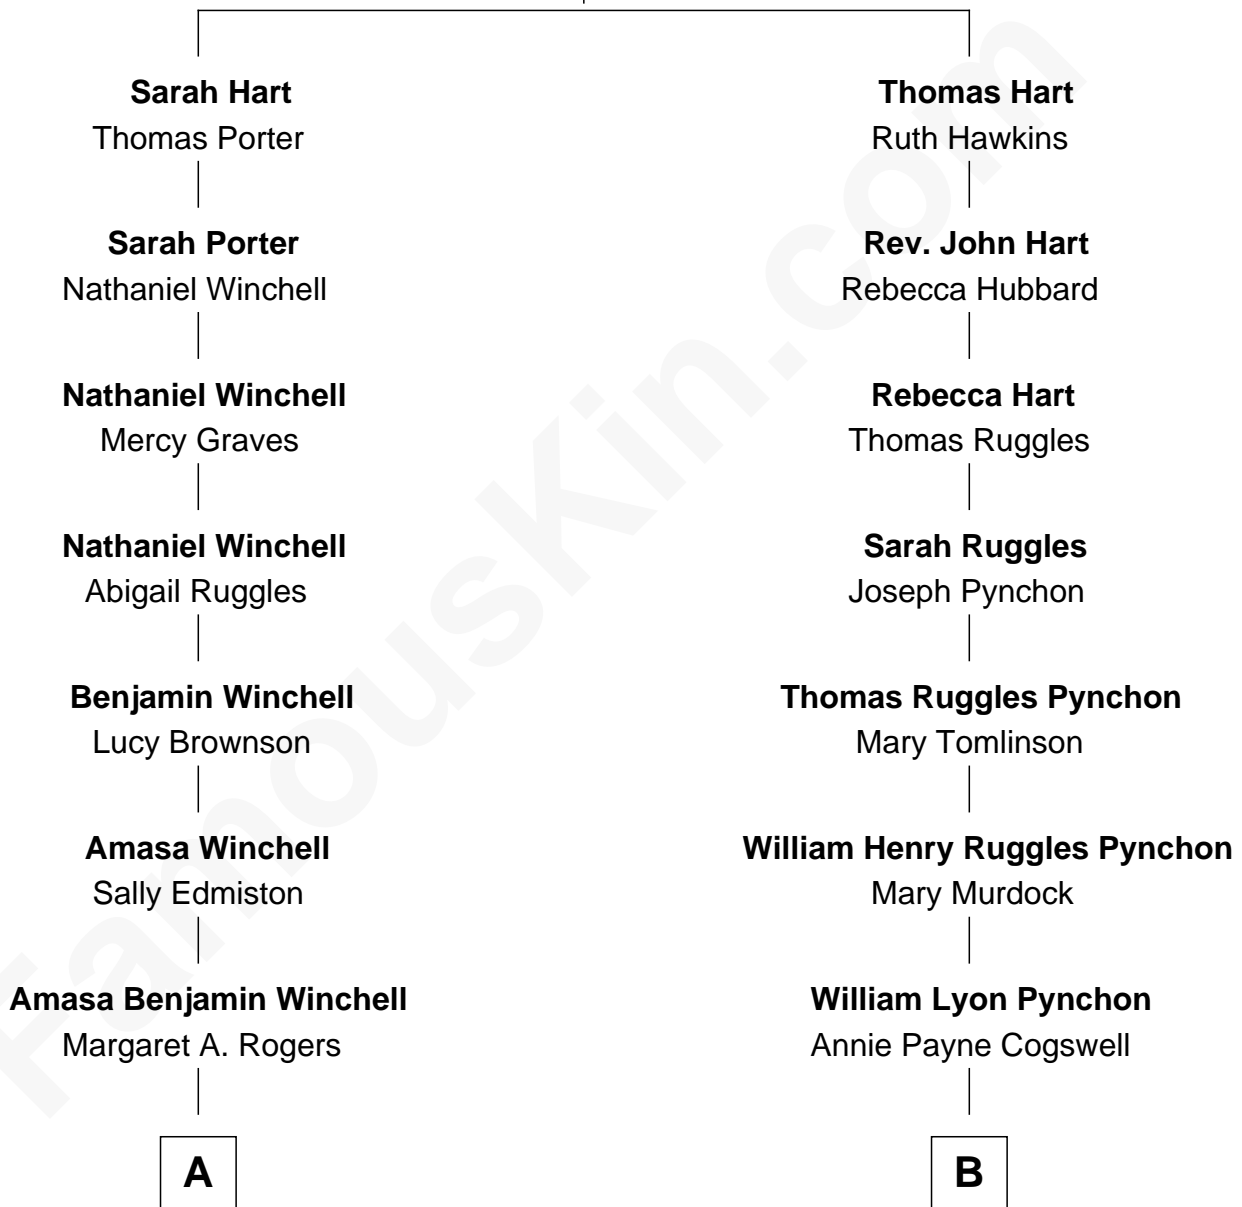 Sarah Hart
Thomas Porter
Sarah Porter
Nathaniel Winchell
Nathaniel Winchell
Mercy Graves
Nathaniel Winchell
Abigail Ruggles
Benjamin Winchell
Lucy Brownson
Amasa Winchell
Sally Edmiston
Amasa Benjamin Winchell
Margaret A. Rogers
A
Thomas Hart
Ruth Hawkins
Rev. John Hart
Rebecca Hubbard
Rebecca Hart
Thomas Ruggles
Sarah Ruggles
Joseph Pynchon
Thomas Ruggles Pynchon
Mary Tomlinson
William Henry Ruggles Pynchon
Mary Murdock
William Lyon Pynchon
Annie Payne Cogswell
B
FamousKin.com